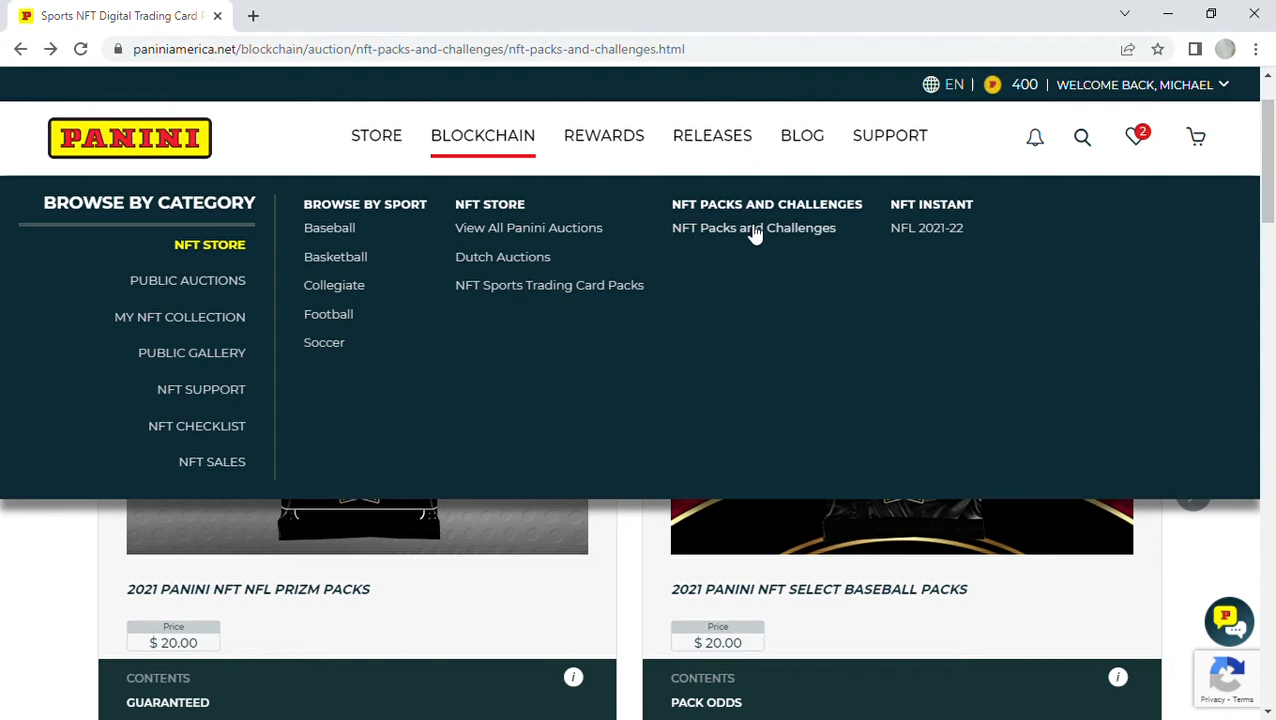 Sports NFT Digital Trading Card
paniniamerica.net/blockchain/auction/nft-packs-and-challenges/nft-packs-and-challenges.html
EN | P 400 | WELCOME BACK, MICHAEL
PANINI
STORE BLOCKCHAIN REWARDS RELEASES BLOG SUPPORT
2
BROWSE BY CATEGORY
NFT STORE
PUBLIC AUCTIONS
MY NFT COLLECTION
PUBLIC GALLERY
NFT SUPPORT
NFT CHECKLIST
NFT SALES
BROWSE BY SPORT
Baseball
Basketball
Collegiate
Football
Soccer
NFT STORE
View All Panini Auctions
Dutch Auctions
NFT Sports Trading Card Packs
NFT PACKS AND CHALLENGES
NFT Packs and Challenges
NFT INSTANT
NFL 2021-22
2021 PANINI NFT NFL PRIZM PACKS
Price
$ 20.00
CONTENTS
GUARANTEED
2021 PANINI NFT SELECT BASEBALL PACKS
Price
$ 20.00
CONTENTS
PACK ODDS
Privacy - Terms